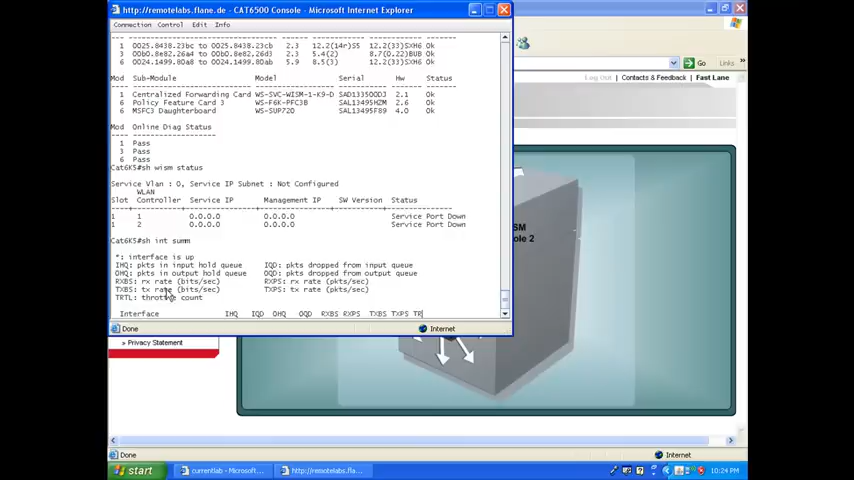 http://remotelabs.flane.de - CAT6500 Console - Microsoft Internet Explorer
Connection Control Edit Info
1 0025.8438.23bc to 0025.8438.23cb 2.3 12.2(14r)S5 12.2(33)SXH6 Ok
3 00b0.8e82.26a4 to 00b0.8e82.26d3 2.3 5.4(2) 8.7(0.22)BUB Ok
6 0024.1499.80ab 5.9 8.5(3) 12.2(33)SXH6 Ok
Mod Sub-Module Model Serial Hw Status
1 Centralized Forwarding Card WS-SVC-WISM-1-K9-D SAD133500DJ 2.1 Ok
6 Policy Feature Card 3 WS-F6K-PFC3B SAL13495HZM 2.6 Ok
6 MSFC3 Daughterboard WS-SUP720 SAL13495F89 4.0 Ok
Mod Online Diag Status
1 Pass
3 Pass
6 Pass
Cat6K5#sh wism status
Service Vlan : 0, Service IP Subnet : Not Configured
WLAN
Slot Controller Service IP Management IP SW Version Status
1 1 0.0.0.0 0.0.0.0 Service Port Down
1 2 0.0.0.0 0.0.0.0 Service Port Down
Cat6K5#sh int summ
*: interface is up
IHQ: pkts in input hold queue IQD: pkts dropped from input queue
OHQ: pkts in output hold queue OQD: pkts dropped from output queue
RXBS: rx rate (bits/sec) RXPS: rx rate (pkts/sec)
TXBS: tx rate (bits/sec) TXPS: tx rate (pkts/sec)
TRTL: throttle count
Interface IHQ IQD OHQ OQD RXBS RXPS TXBS TXPS TR
Done Internet
Go Links
Log Out | Contacts & Feedback | Fast Lane
» Privacy Statement
Done Internet
start currentlab - Microsoft... http://remotelabs.fla... 10:24 PM